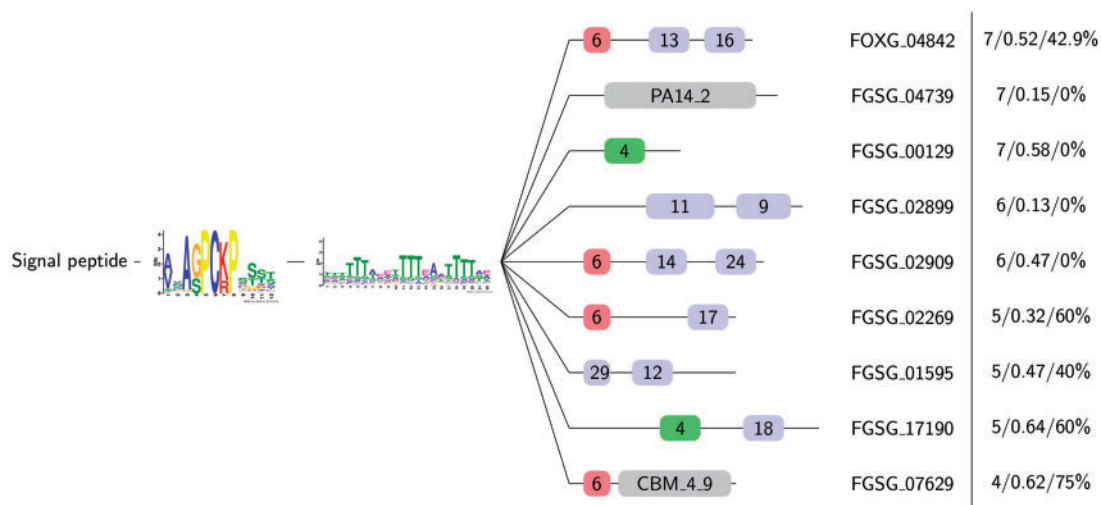 6 13 16 FOXG_04842 7/0.52/42.9%
PA14_2 FGSG_04739 7/0.15/0%
4 FGSG_00129 7/0.58/0%
11 9 FGSG_02899 6/0.13/0%
Signal peptide
6 14 24 FGSG_02909 6/0.47/0%
6 17 FGSG_02269 5/0.32/60%
29 12 FGSG_01595 5/0.47/40%
4 18 FGSG_17190 5/0.64/60%
6 CBM_4_9 FGSG_07629 4/0.62/75%